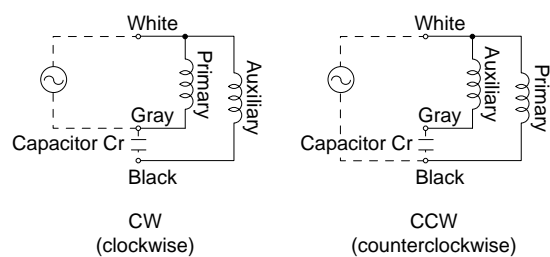 White
Primary
Auxiliary
Gray
Capacitor Cr
Black
CW
(clockwise)
White
Auxiliary
Primary
Gray
Capacitor Cr
Black
CCW
(counterclockwise)